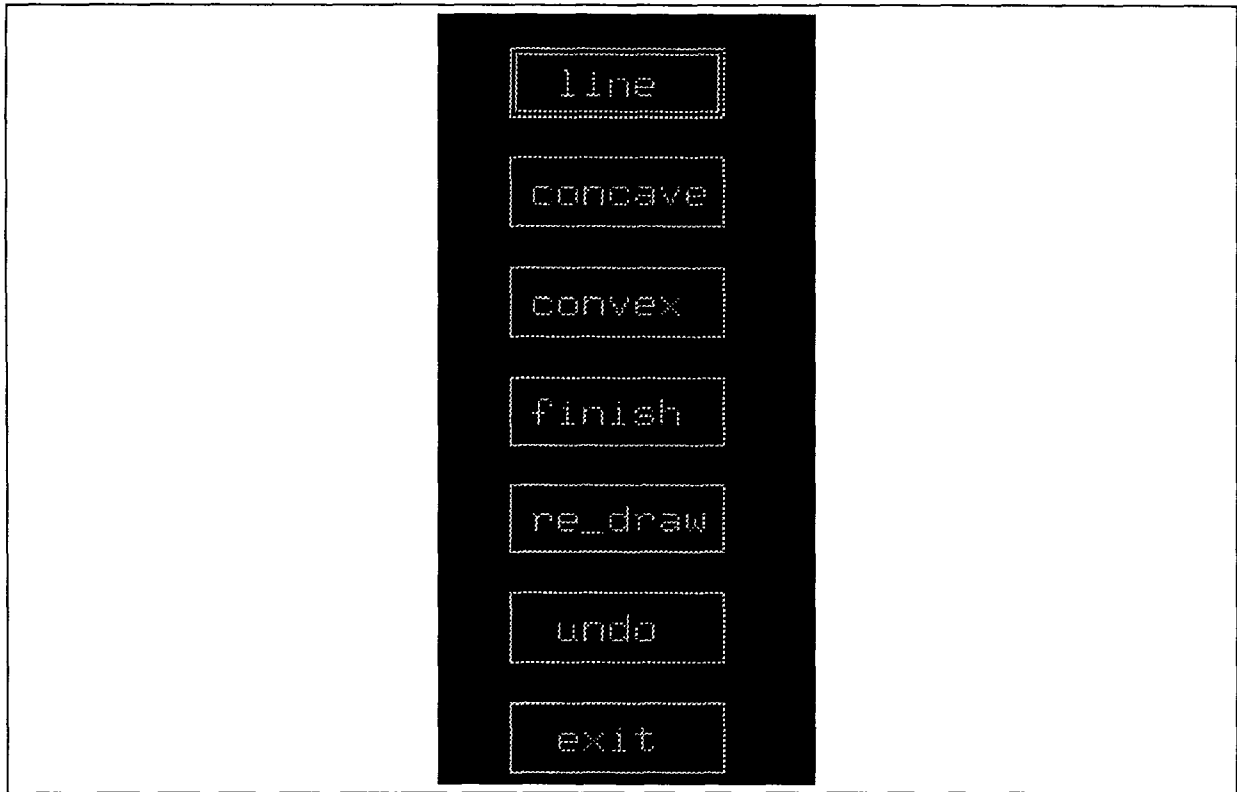 line
concave
convex
finish
re_draw
undo
exit